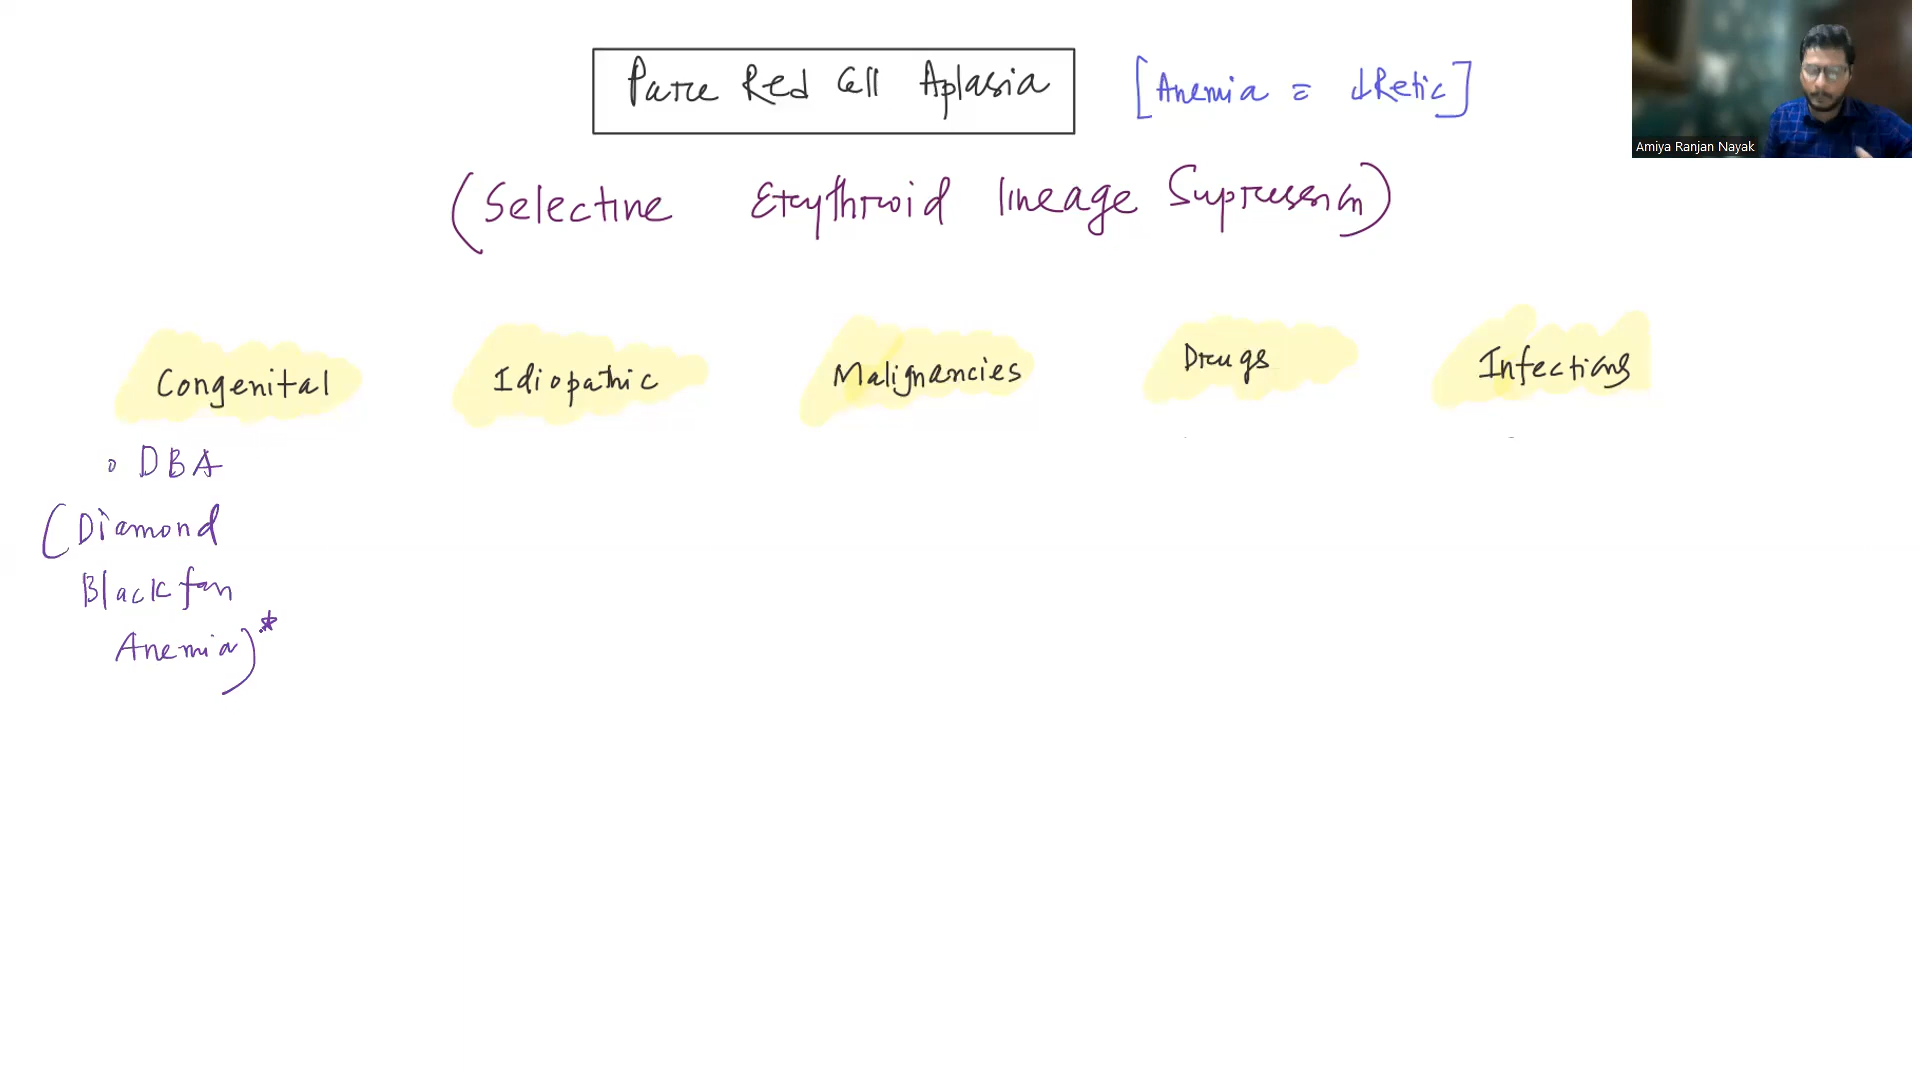 Pure Red Cell Aplasia [Anemia = ↓Retic]
Amiya Ranjan Nayak
(Selective Erythroid lineage Supression)
Congenital Idiopathic Malignancies Drugs Infections
◦ DBA
(Diamond
Blackfan
Anemia)*